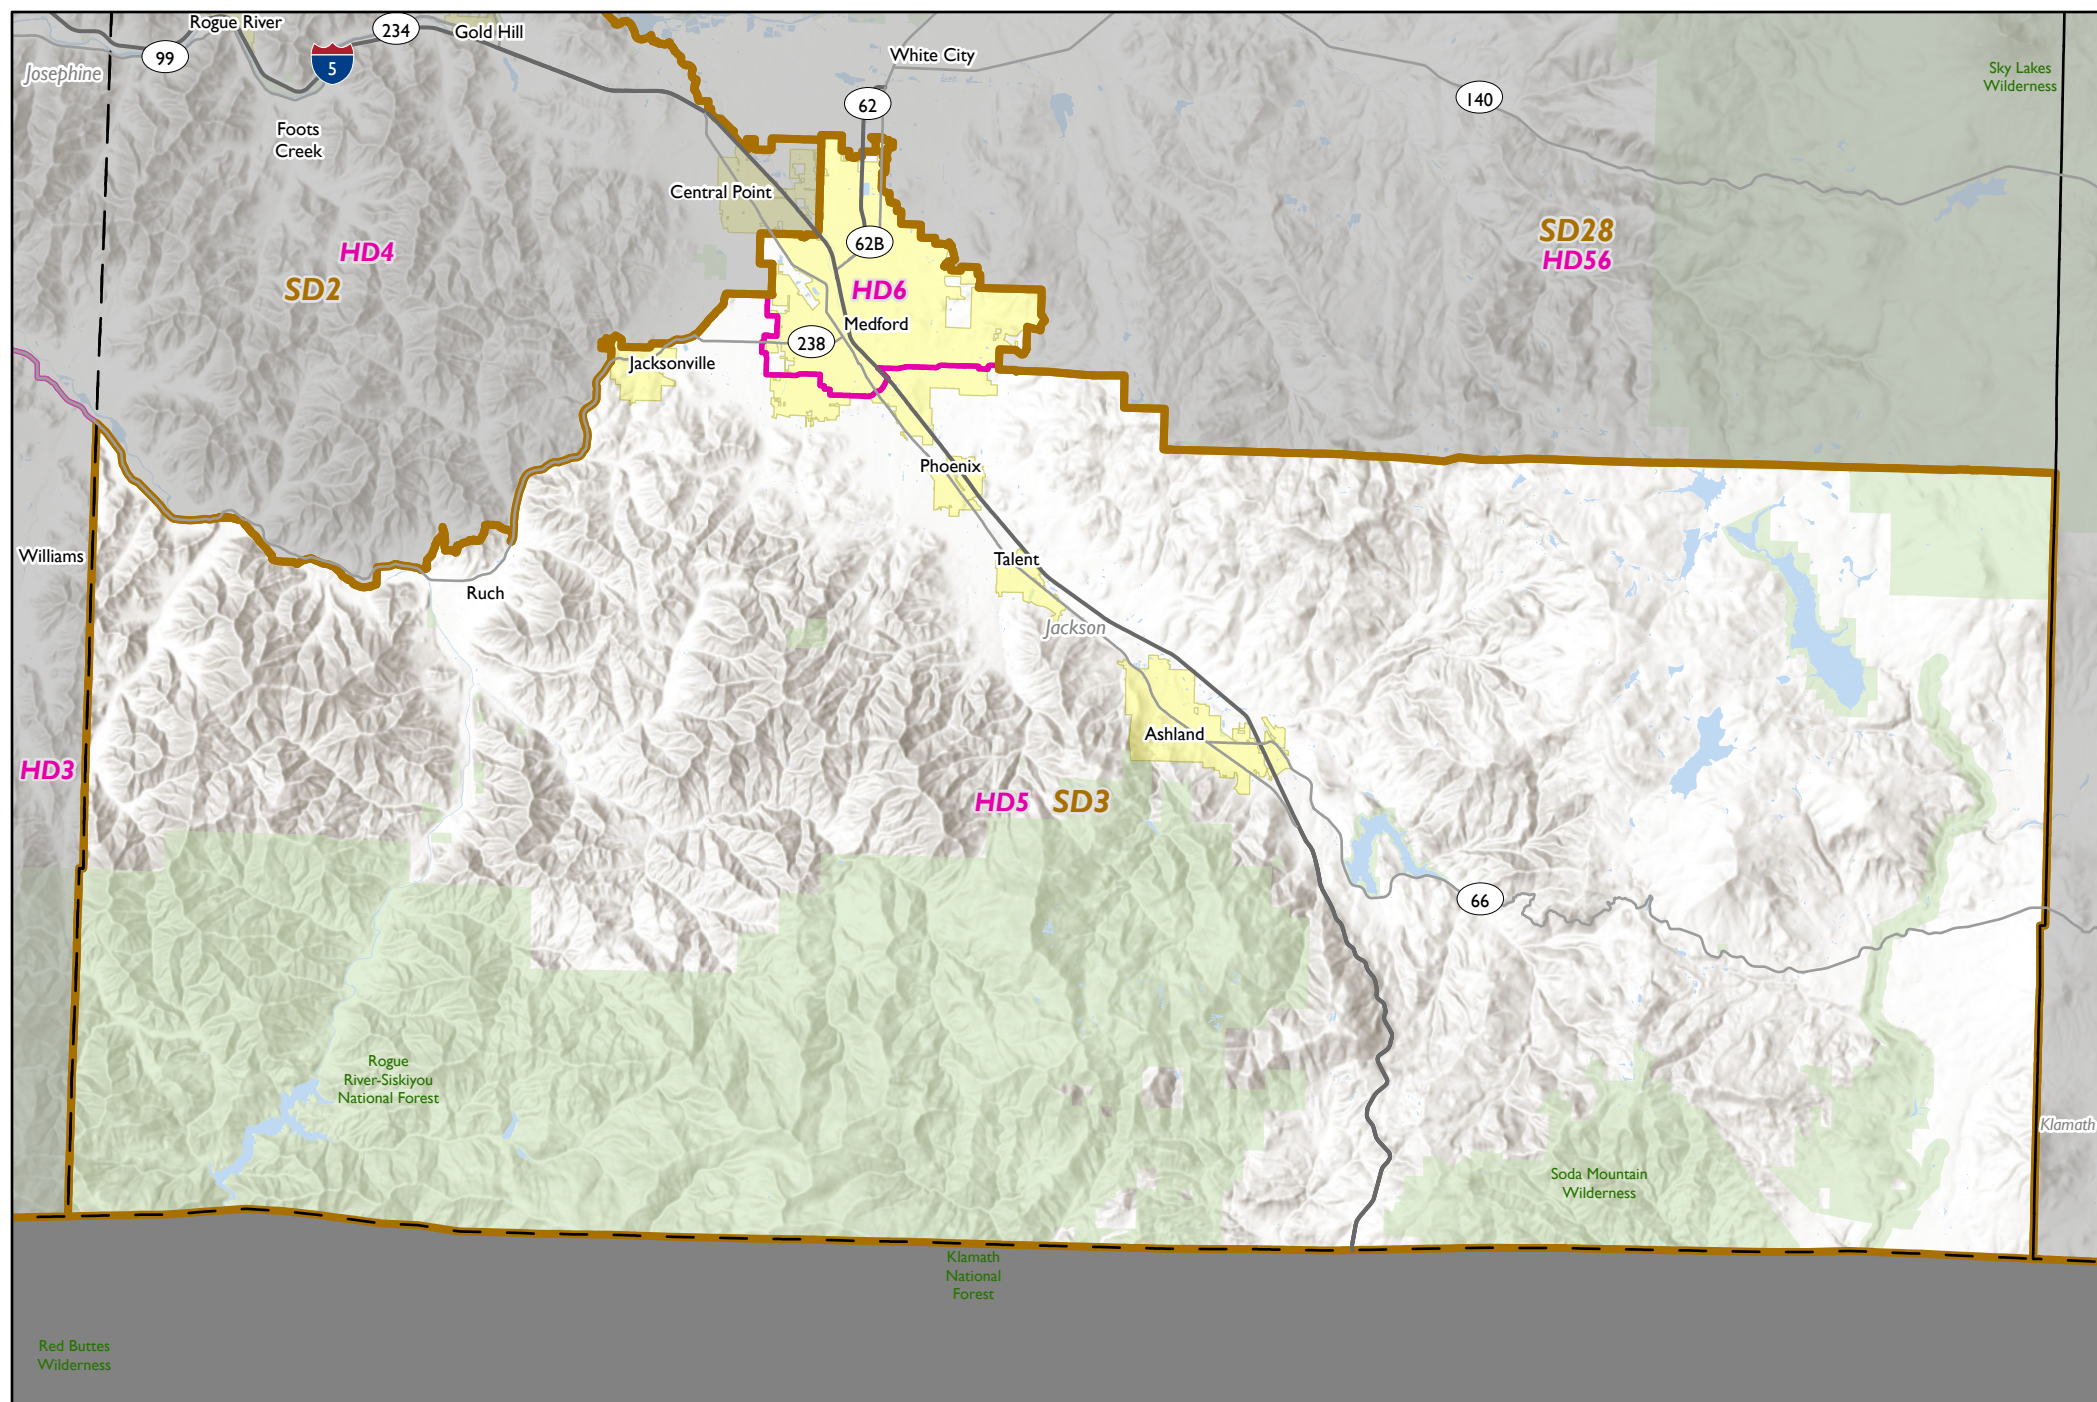 Rogue River
234
Gold Hill
99
5
Josephine
White City
62
140
Sky Lakes
Wilderness
Foots
Creek
Central Point
HD4
SD2
62B
HD6
SD28
HD56
Medford
238
Jacksonville
Phoenix
Williams
Talent
Ruch
Jackson
Ashland
HD3
HD5
SD3
66
Rogue
River-Siskiyou
National Forest
Klamath
Soda Mountain
Wilderness
Klamath
National
Forest
Red Buttes
Wilderness